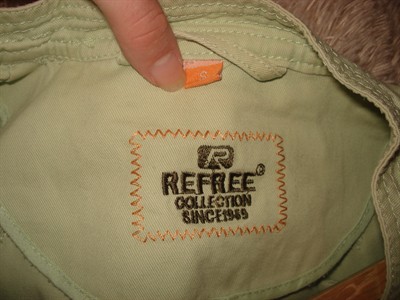 S
R
REFREE®
COLLECTION
SINCE1969